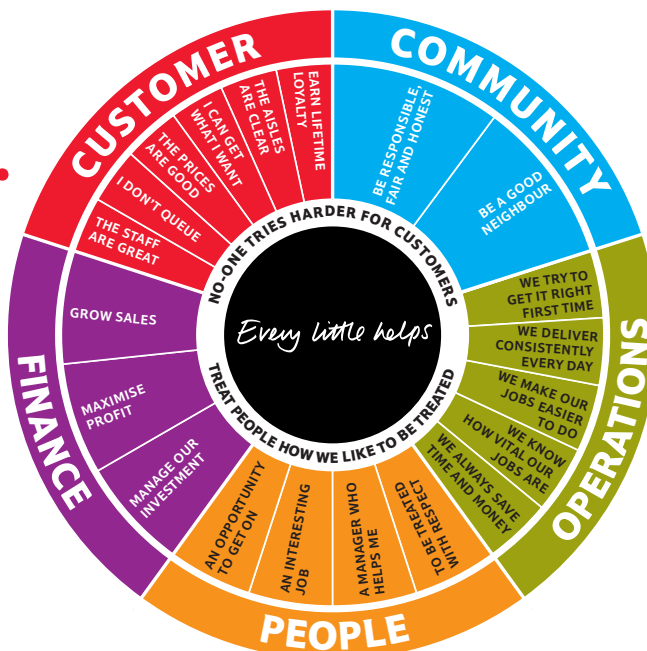 CUSTOMER
EARN LIFETIME
LOYALTY
THE AISLES
ARE CLEAR
I CAN GET
WHAT I WANT
THE PRICES
ARE GOOD
I DON'T QUEUE
THE STAFF
ARE GREAT
COMMUNITY
BE RESPONSIBLE,
FAIR AND HONEST
BE A GOOD
NEIGHBOUR
OPERATIONS
WE TRY TO
GET IT RIGHT
FIRST TIME
WE DELIVER
CONSISTENTLY
EVERY DAY
WE MAKE OUR
JOBS EASIER
TO DO
WE KNOW
HOW VITAL OUR
JOBS ARE
WE ALWAYS SAVE
TIME AND MONEY
PEOPLE
TO BE TREATED
WITH RESPECT
A MANAGER WHO
HELPS ME
AN INTERESTING
JOB
AN OPPORTUNITY
TO GET ON
FINANCE
MANAGE OUR
INVESTMENT
MAXIMISE
PROFIT
GROW SALES
NO-ONE TRIES HARDER FOR CUSTOMERS
Every little helps
TREAT PEOPLE HOW WE LIKE TO BE TREATED